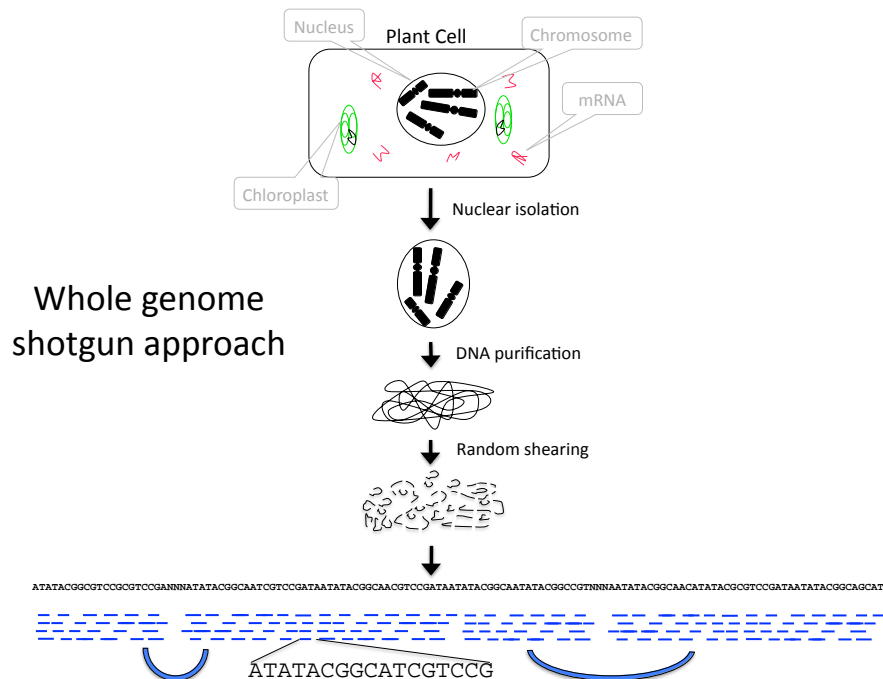 Nucleus
Plant Cell
Chromosome
mRNA
Chloroplast
Nuclear isolation
Whole genome
shotgun approach
DNA purification
Random shearing
ATATACGGCGTCCGCGTCCGANNNATATACGGCAATCGTCCGATAATATACGGCAACGTCCGATAATATACGGCAATATACGGCCGTNNNAATATACGGCAACATATACGCGTCCGATAATATACGGCAGCAT
ATATACGGCATCGTCCG